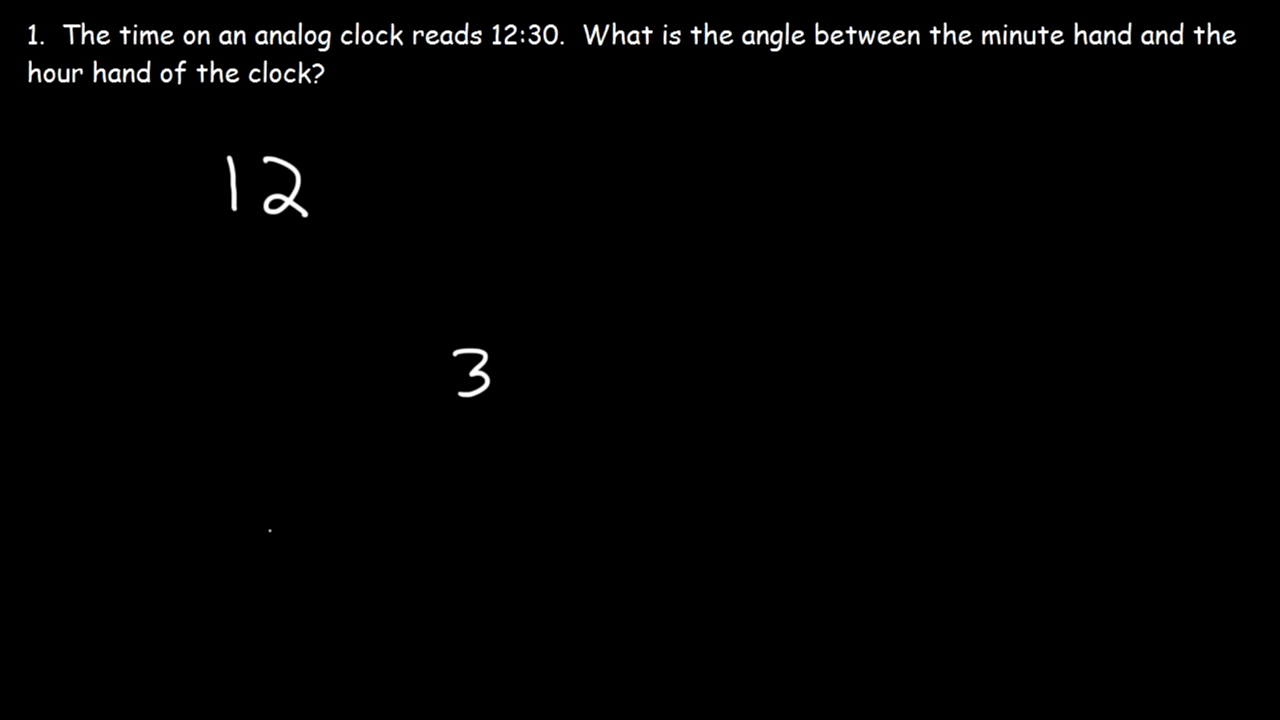 1. The time on an analog clock reads 12:30. What is the angle between the minute hand and the
hour hand of the clock?
12
3